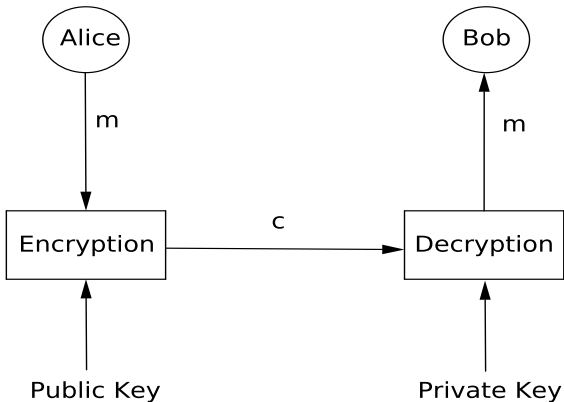 Alice
Bob
m
m
c
Encryption
Decryption
Public Key
Private Key